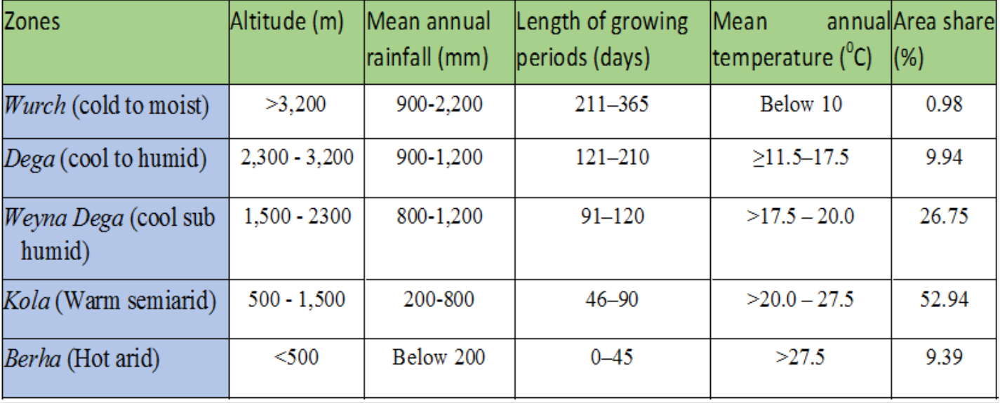 Zones Altitude (m) Mean annual rainfall (mm) Length of growing periods (days) Mean annual temperature (⁰C) Area share (%)
Wurch (cold to moist) >3,200 900-2,200 211–365 Below 10 0.98
Dega (cool to humid) 2,300 - 3,200 900-1,200 121–210 ≥11.5–17.5 9.94
Weyna Dega (cool sub humid) 1,500 - 2300 800-1,200 91–120 >17.5 – 20.0 26.75
Kola (Warm semiarid) 500 - 1,500 200-800 46–90 >20.0 – 27.5 52.94
Berha (Hot arid) <500 Below 200 0–45 >27.5 9.39